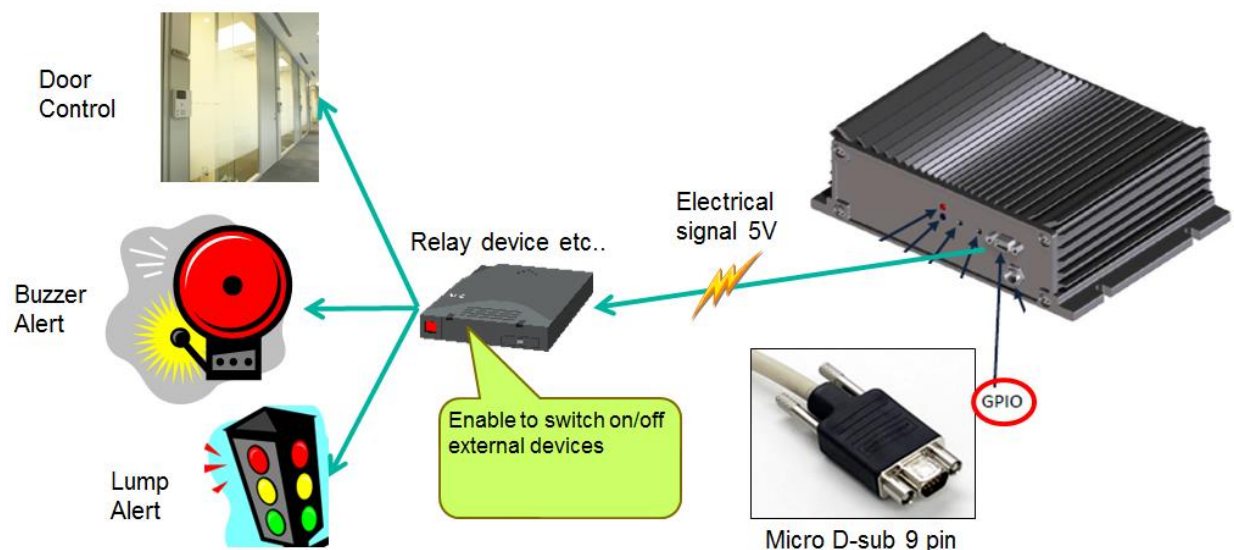 Door
Control
Electrical
signal 5V
Relay device etc..
Buzzer
Alert
GPIO
Enable to switch on/off
external devices
Lump
Alert
Micro D-sub 9 pin